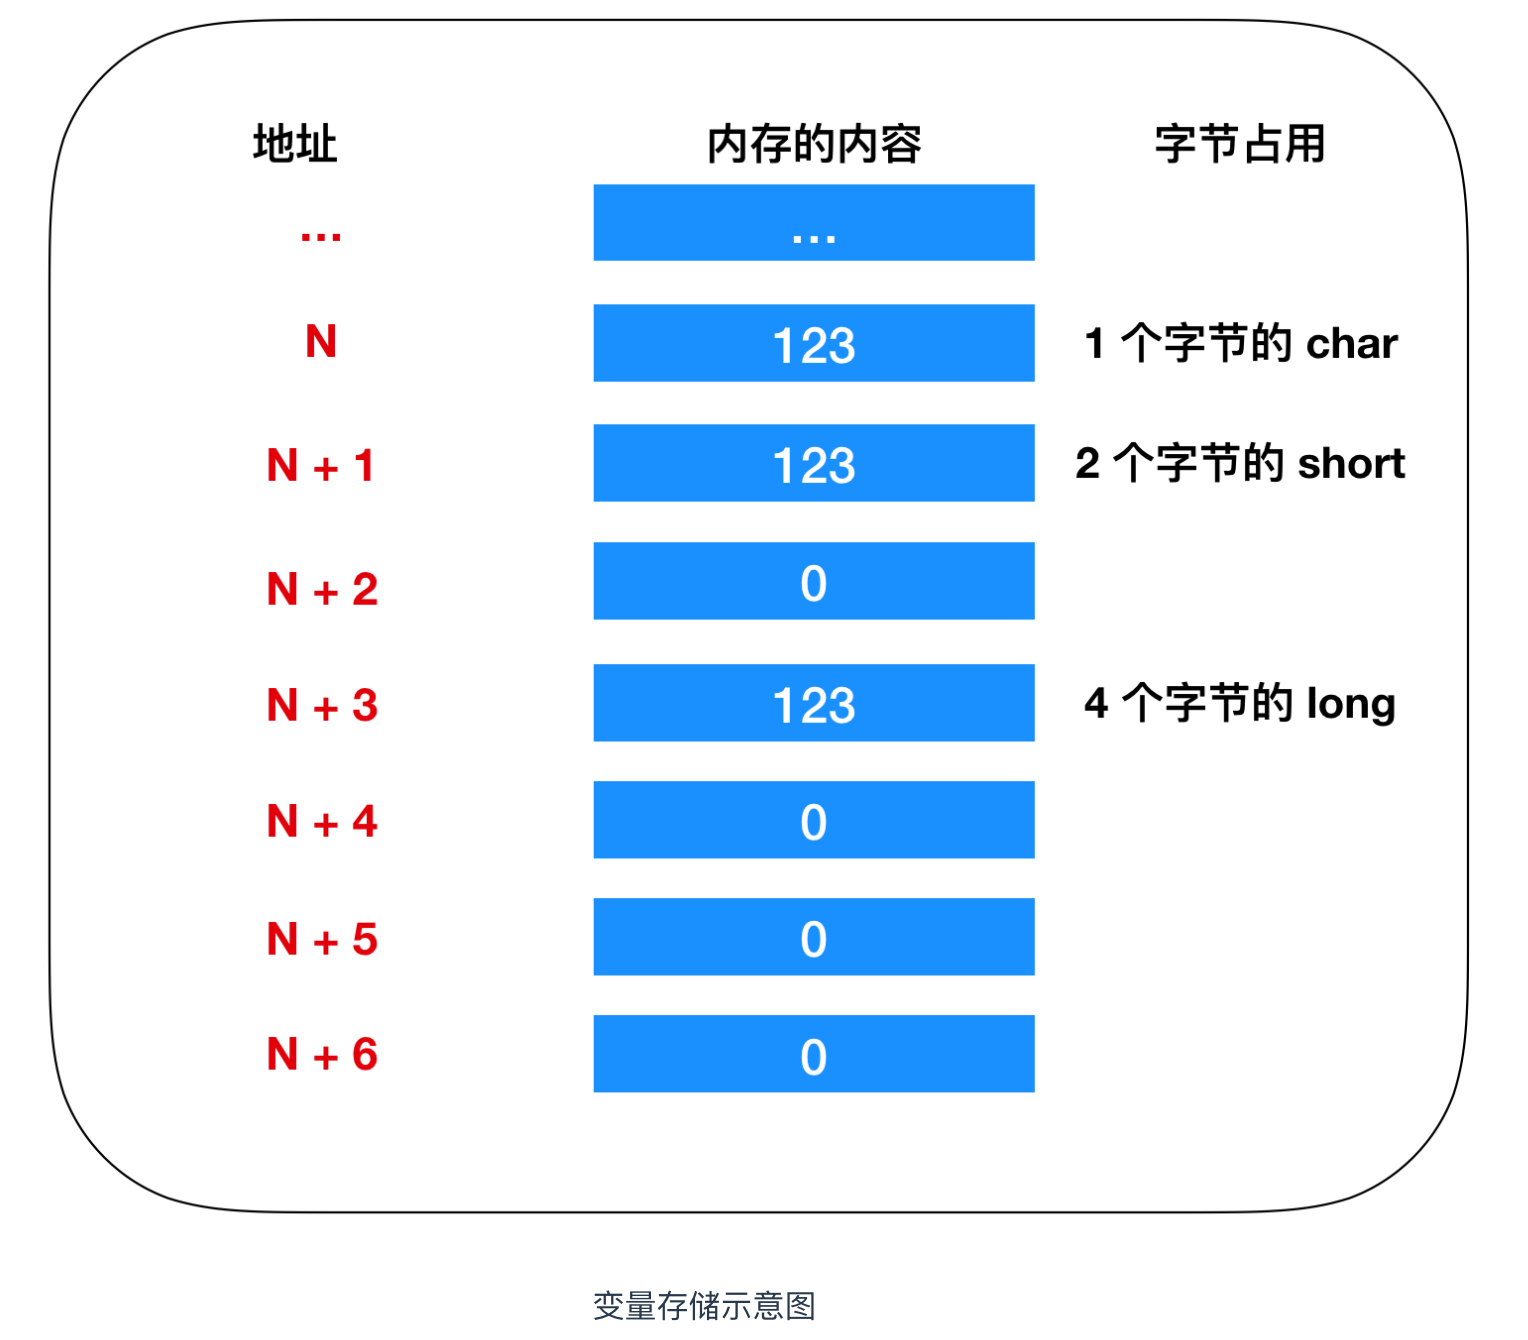 地址 内存的内容 字节占用
... ...
N 123 1 个字节的 char
N + 1 123 2 个字节的 short
N + 2 0
N + 3 123 4 个字节的 long
N + 4 0
N + 5 0
N + 6 0
变量存储示意图